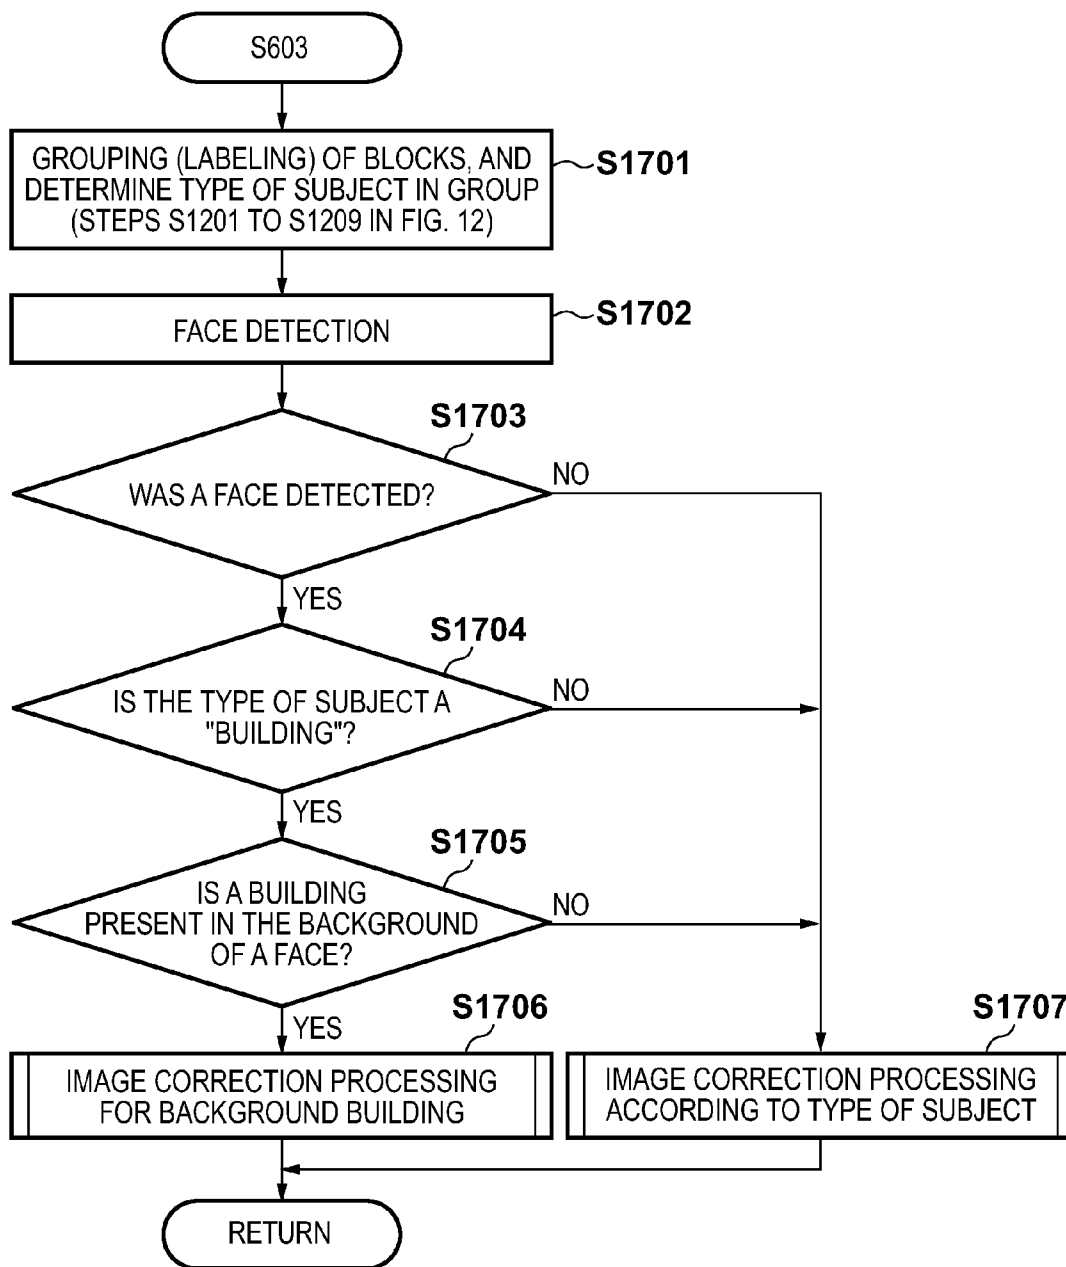 S603
GROUPING (LABELING) OF BLOCKS, AND
DETERMINE TYPE OF SUBJECT IN GROUP
(STEPS S1201 TO S1209 IN FIG. 12)
S1701
FACE DETECTION
S1702
S1703
WAS A FACE DETECTED?
NO
YES
S1704
IS THE TYPE OF SUBJECT A
"BUILDING"?
NO
YES
S1705
IS A BUILDING
PRESENT IN THE BACKGROUND
OF A FACE?
NO
YES
S1706
IMAGE CORRECTION PROCESSING
FOR BACKGROUND BUILDING
S1707
IMAGE CORRECTION PROCESSING
ACCORDING TO TYPE OF SUBJECT
RETURN